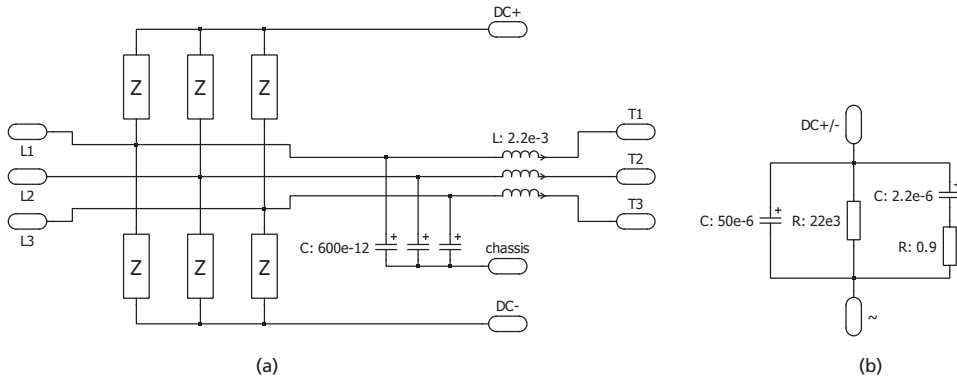 DC+
Z Z Z
T1
L: 2.2e-3
L1
T2
L2
T3
L3
C: 600e-12 + + +
chassis
Z Z Z
DC-
(a)
DC+/-
C: 2.2e-6 +
C: 50e-6 +
R: 22e3
R: 0.9
~
(b)